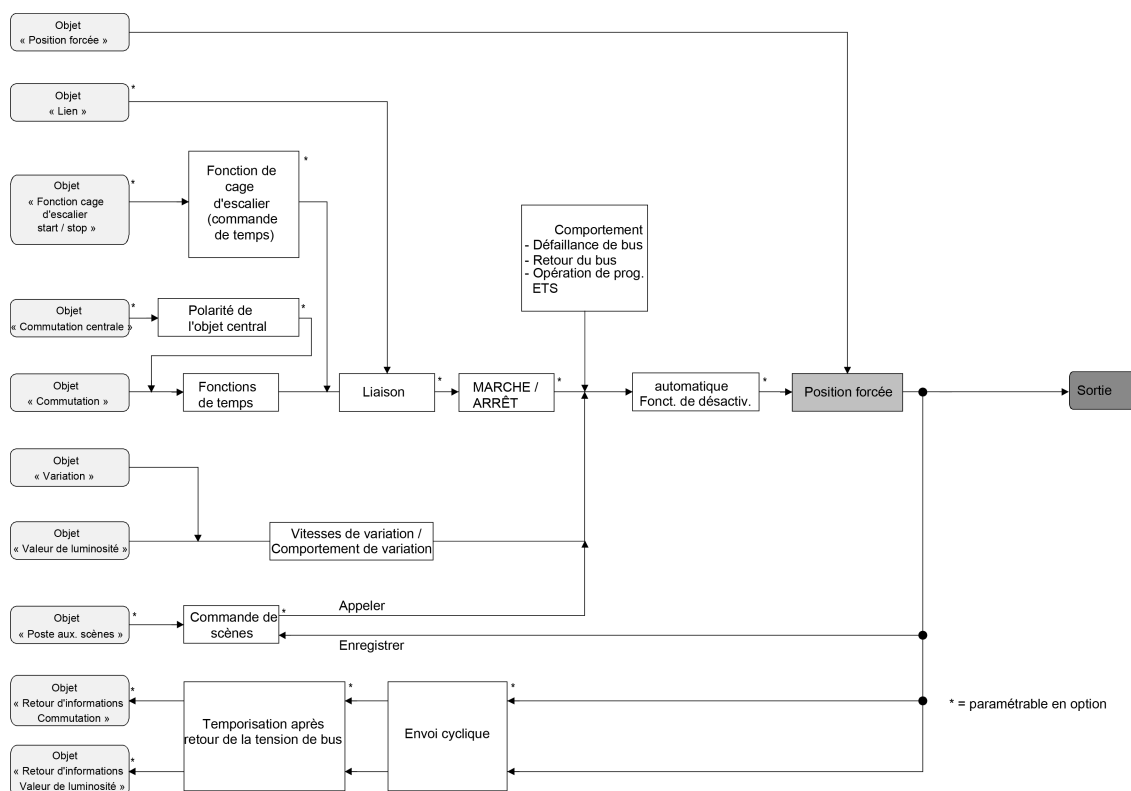 Objet
« Position forcée »
Objet
*
« Lien »
Objet
*
« Fonction cage
d'escalier
start / stop »
Fonction de
*
cage
d'escalier
(commande
de temps)
Comportement
- Défaillance de bus
- Retour du bus
- Opération de prog.
ETS
Objet
*
« Commutation centrale »
Polarité de
*
l'objet central
Objet
« Commutation »
Fonctions
de temps
Liaison
*
MARCHE /
*
ARRÊT
automatique
*
Fonct. de désactiv.
Position forcée
Sortie
Objet
« Variation »
Objet
« Valeur de luminosité »
Vitesses de variation /
Comportement de variation
Objet
*
« Poste aux. scènes »
Commande de
*
scènes
Appeler
Enregistrer
Objet
*
« Retour d'informations
Commutation »
*
Temporisation après
retour de la tension de bus
*
Envoi cyclique
* = paramétrable en option
Objet
*
« Retour d'informations
Valeur de luminosité »